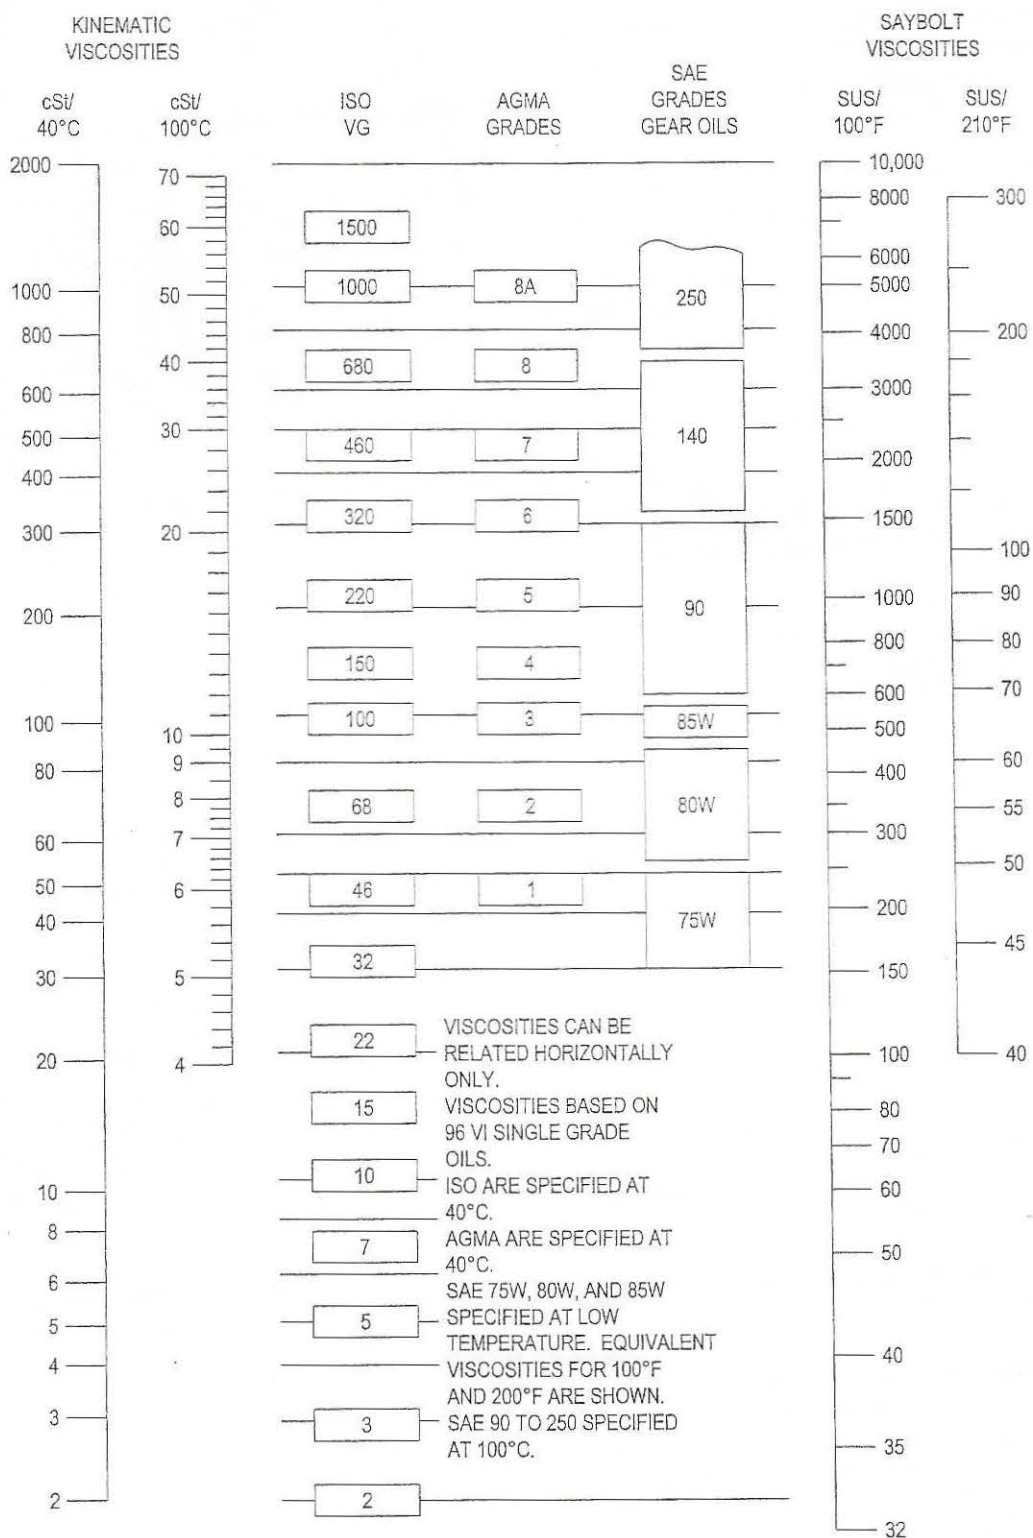 KINEMATIC
VISCOSITIES
SAYBOLT
VISCOSITIES
cSt/
40°C
cSt/
100°C
ISO
VG
AGMA
GRADES
SAE
GRADES
GEAR OILS
SUS/
100°F
SUS/
210°F
2000
1000
800
600
500
400
300
200
100
80
60
50
40
30
20
10
8
6
5
4
3
2
70
60
50
40
30
20
10
9
8
7
6
5
4
1500
1000
680
460
320
220
150
100
68
46
32
22
15
10
7
5
3
2
8A
8
7
6
5
4
3
2
1
250
140
90
85W
80W
75W
10,000
8000
6000
5000
4000
3000
2000
1500
1000
800
600
500
400
300
200
150
100
80
70
60
50
40
35
32
300
200
100
90
80
70
60
55
50
45
40
VISCOSITIES CAN BE
RELATED HORIZONTALLY
ONLY.
VISCOSITIES BASED ON
96 VI SINGLE GRADE
OILS.
ISO ARE SPECIFIED AT
40°C.
AGMA ARE SPECIFIED AT
40°C.
SAE 75W, 80W, AND 85W
SPECIFIED AT LOW
TEMPERATURE. EQUIVALENT
VISCOSITIES FOR 100°F
AND 200°F ARE SHOWN.
SAE 90 TO 250 SPECIFIED
AT 100°C.